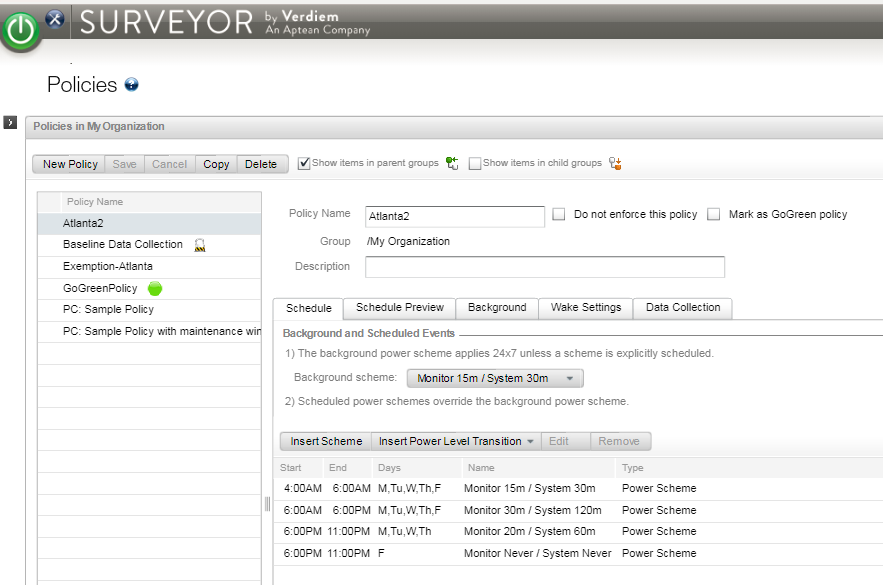 SURVEYOR by Verdiem
An Aptean Company
Policies
Policies in My Organization
New Policy Save Cancel Copy Delete Show items in parent groups Show items in child groups
Policy Name
Atlanta2
Baseline Data Collection
Exemption-Atlanta
GoGreenPolicy
PC: Sample Policy
PC: Sample Policy with maintenance win
Policy Name Atlanta2 Do not enforce this policy Mark as GoGreen policy
Group /My Organization
Description
Schedule Schedule Preview Background Wake Settings Data Collection
Background and Scheduled Events
1) The background power scheme applies 24x7 unless a scheme is explicitly scheduled.
Background scheme: Monitor 15m / System 30m
2) Scheduled power schemes override the background power scheme.
Insert Scheme Insert Power Level Transition Edit Remove
Start End Days Name Type
4:00AM 6:00AM M,Tu,W,Th,F Monitor 15m / System 30m Power Scheme
6:00AM 6:00PM M,Tu,W,Th,F Monitor 30m / System 120m Power Scheme
6:00PM 11:00PM M,Tu,W,Th Monitor 20m / System 60m Power Scheme
6:00PM 11:00PM F Monitor Never / System Never Power Scheme